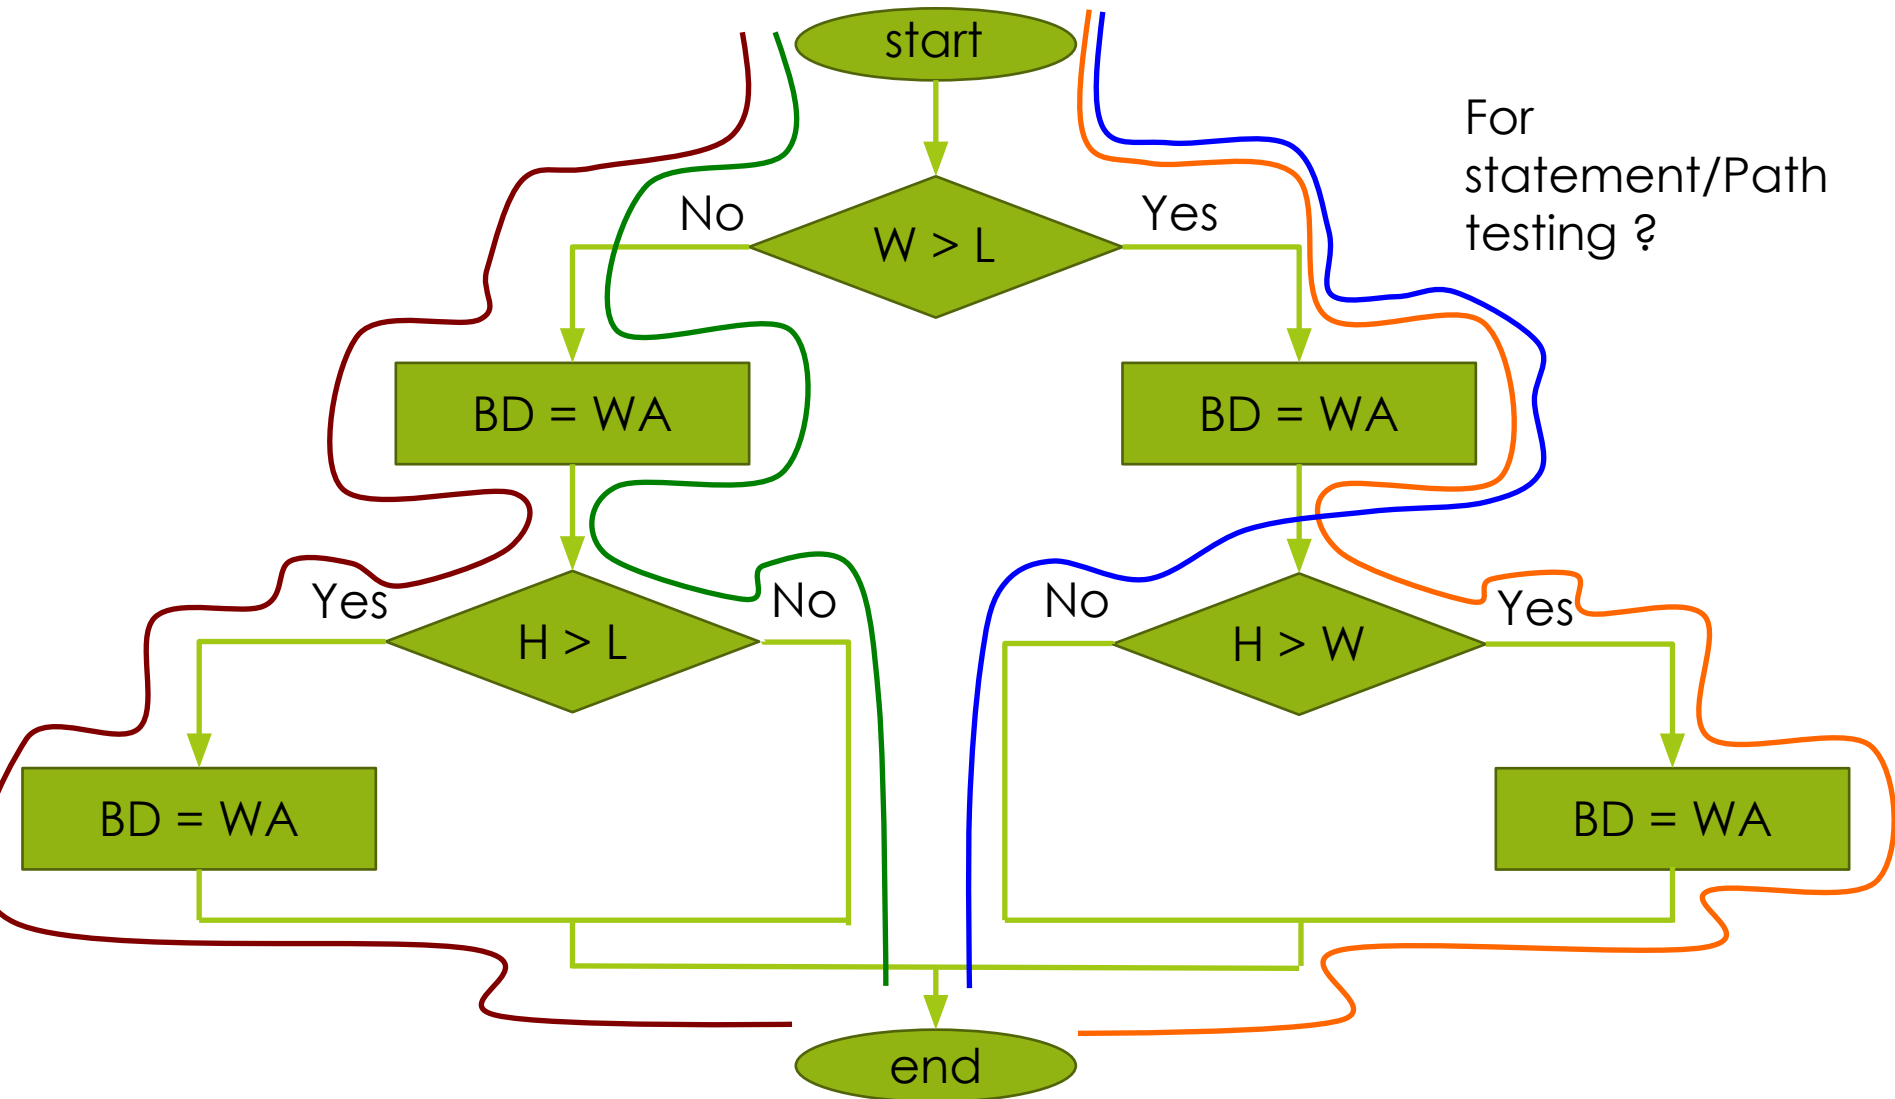 start
For
statement/Path
testing ?
No
W > L
Yes
BD = WA
BD = WA
Yes
H > L
No
No
H > W
Yes
BD = WA
BD = WA
end